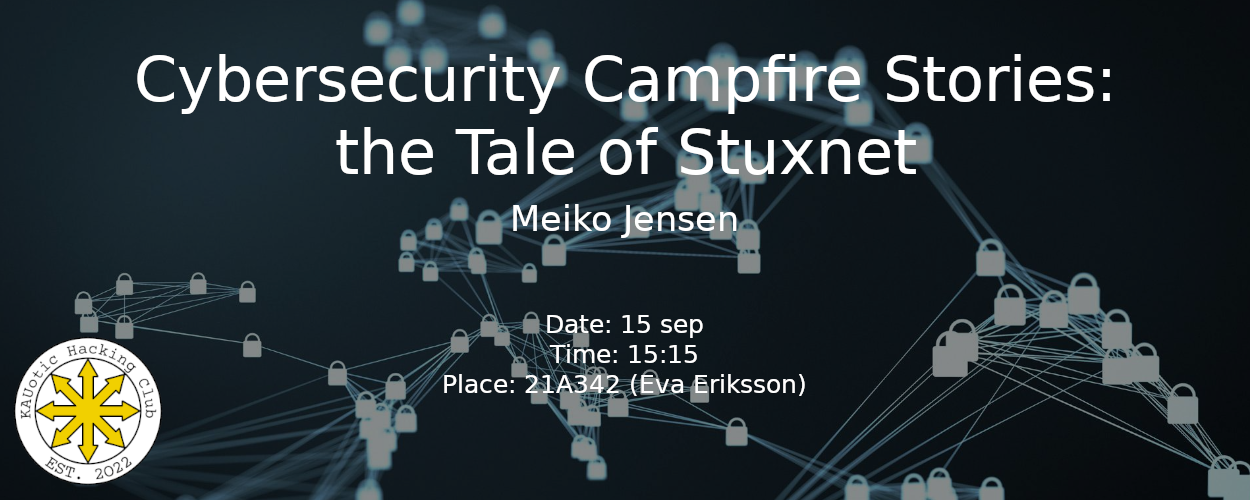 Cybersecurity Campfire Stories:
the Tale of Stuxnet
Meiko Jensen
Date: 15 sep
Time: 15:15
Place: 21A342 (Eva Eriksson)
KAUotic Hacking Club
EST. 2022